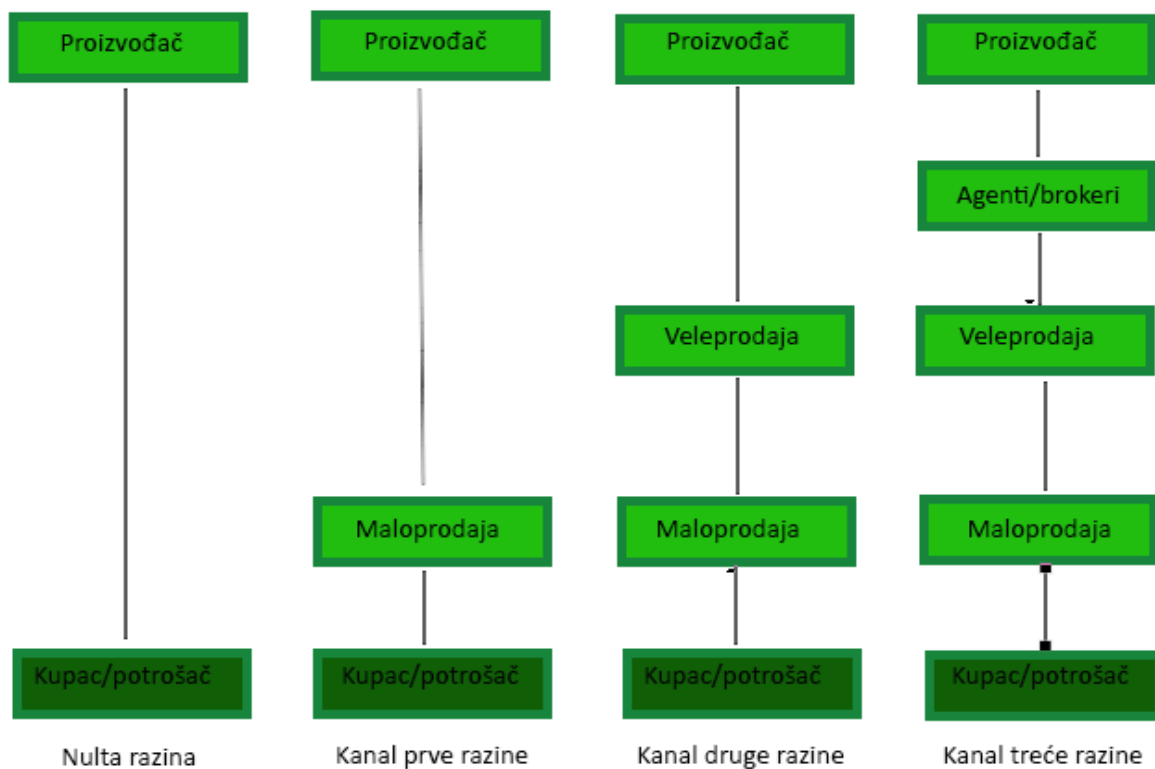 Proizvođač
Proizvođač
Proizvođač
Proizvođač
Agenti/brokeri
Veleprodaja
Veleprodaja
Maloprodaja
Maloprodaja
Maloprodaja
Kupac/potrošač
Kupac/potrošač
Kupac/potrošač
Kupac/potrošač
Nulta razina
Kanal prve razine
Kanal druge razine
Kanal treće razine